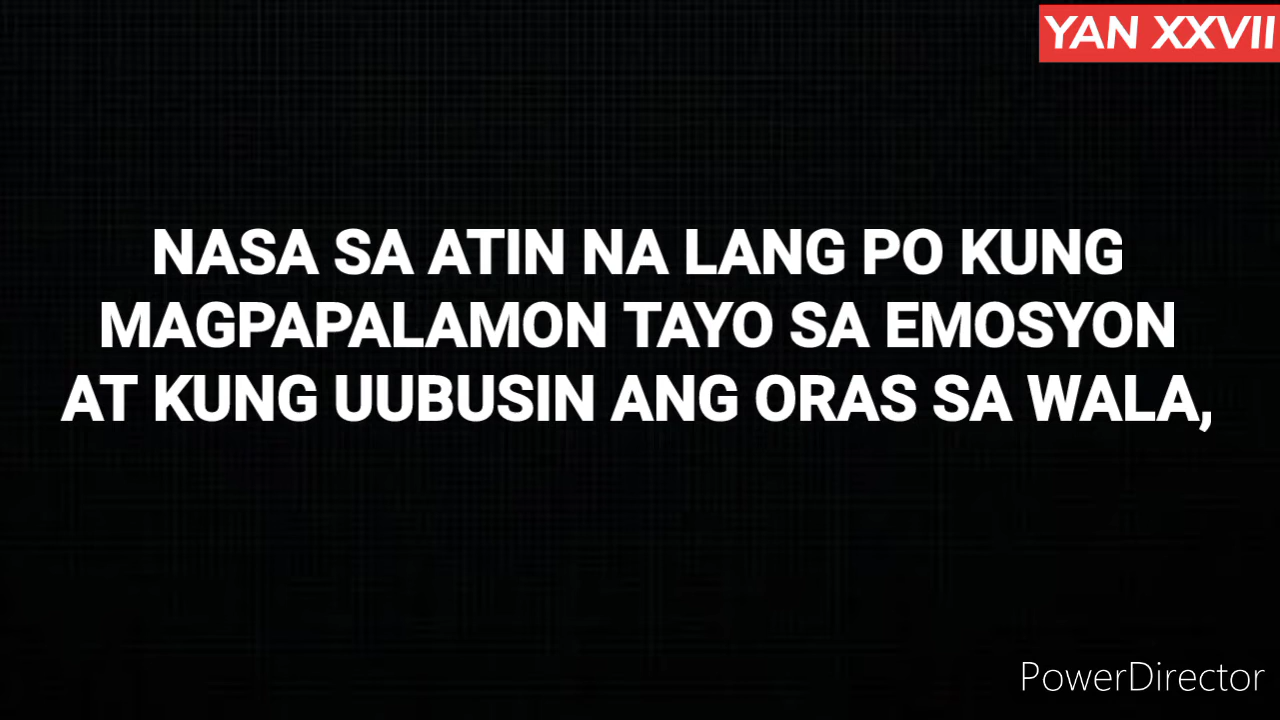 YAN XXVII
NASA SA ATIN NA LANG PO KUNG
MAGPAPALAMON TAYO SA EMOSYON
AT KUNG UUBUSIN ANG ORAS SA WALA,
PowerDirector